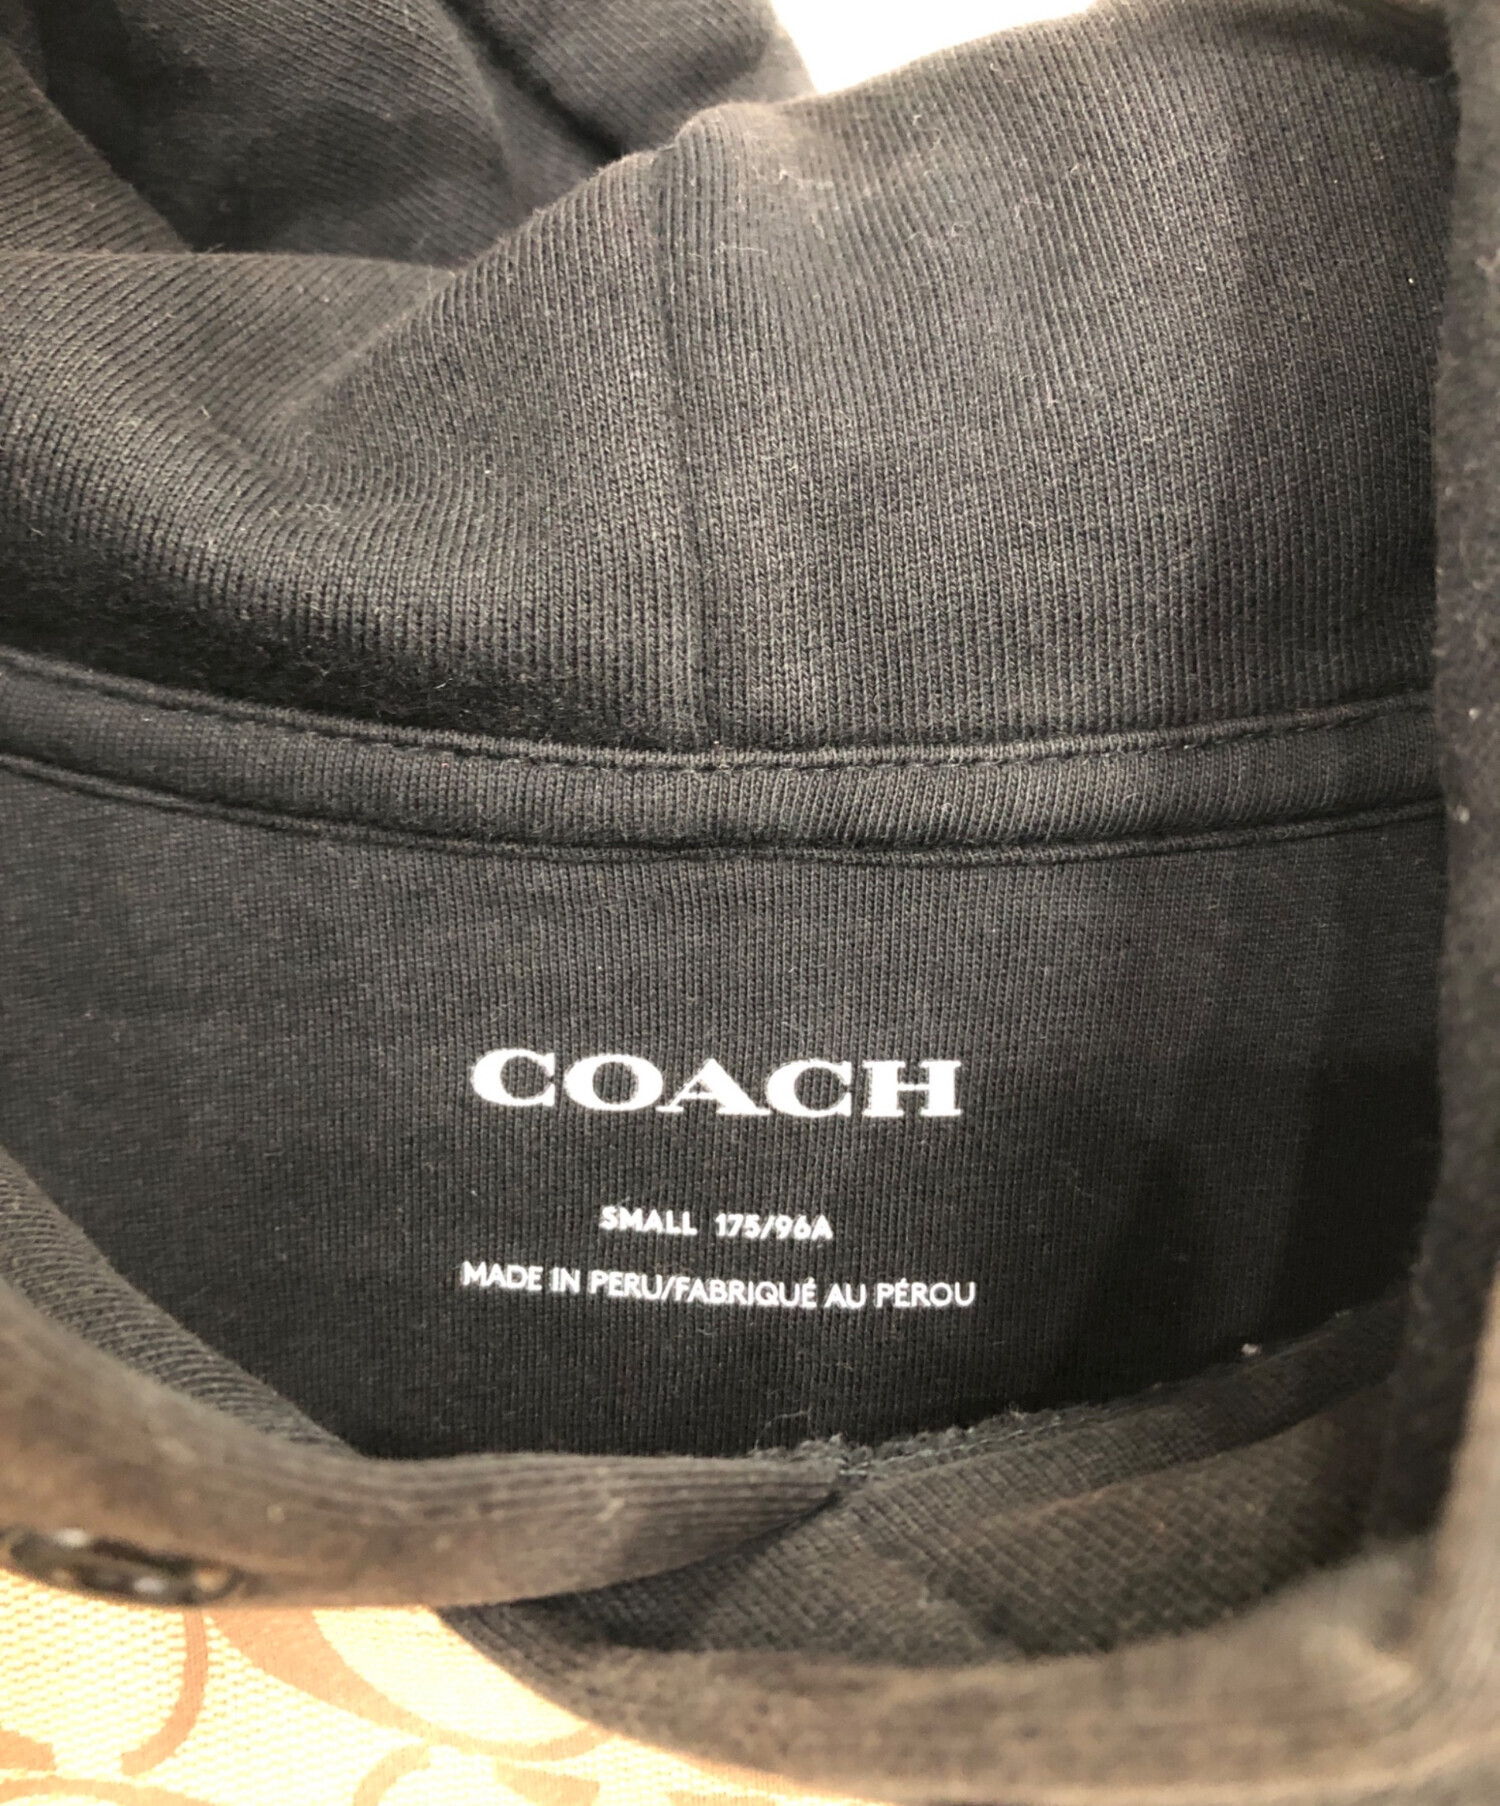 COACH
SMALL 175/96A
MADE IN PERU/FABRIQUÉ AU PÉROU